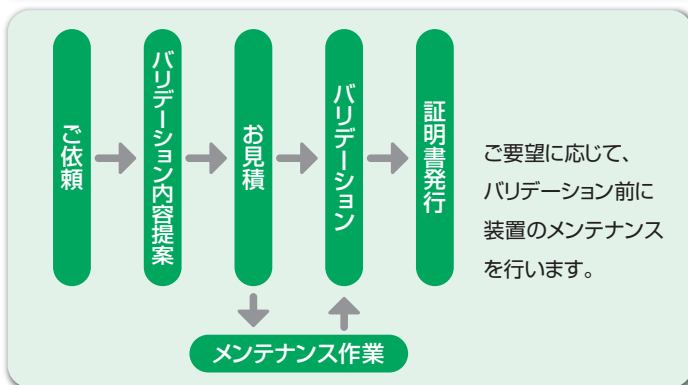 ご依頼
バリデーション内容提案
お見積
バリデーション
証明書発行
メンテナンス作業
ご要望に応じて、
バリデーション前に
装置のメンテナンス
を行います。